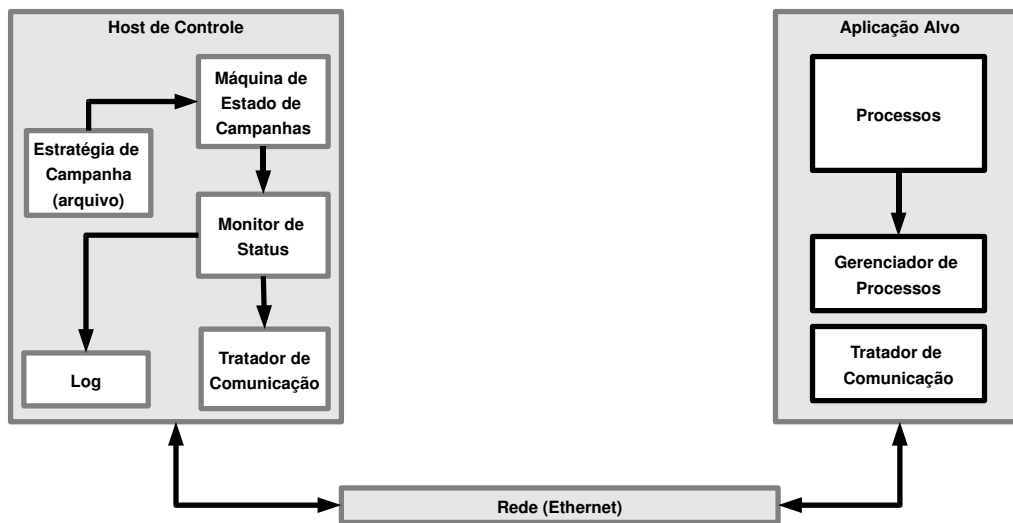 Host de Controle
Máquina de
Estado de
Campanhas
Estratégia de
Campanha
(arquivo)
Monitor de
Status
Log
Tratador de
Comunicação
Aplicação Alvo
Processos
Gerenciador de
Processos
Tratador de
Comunicação
Rede (Ethernet)